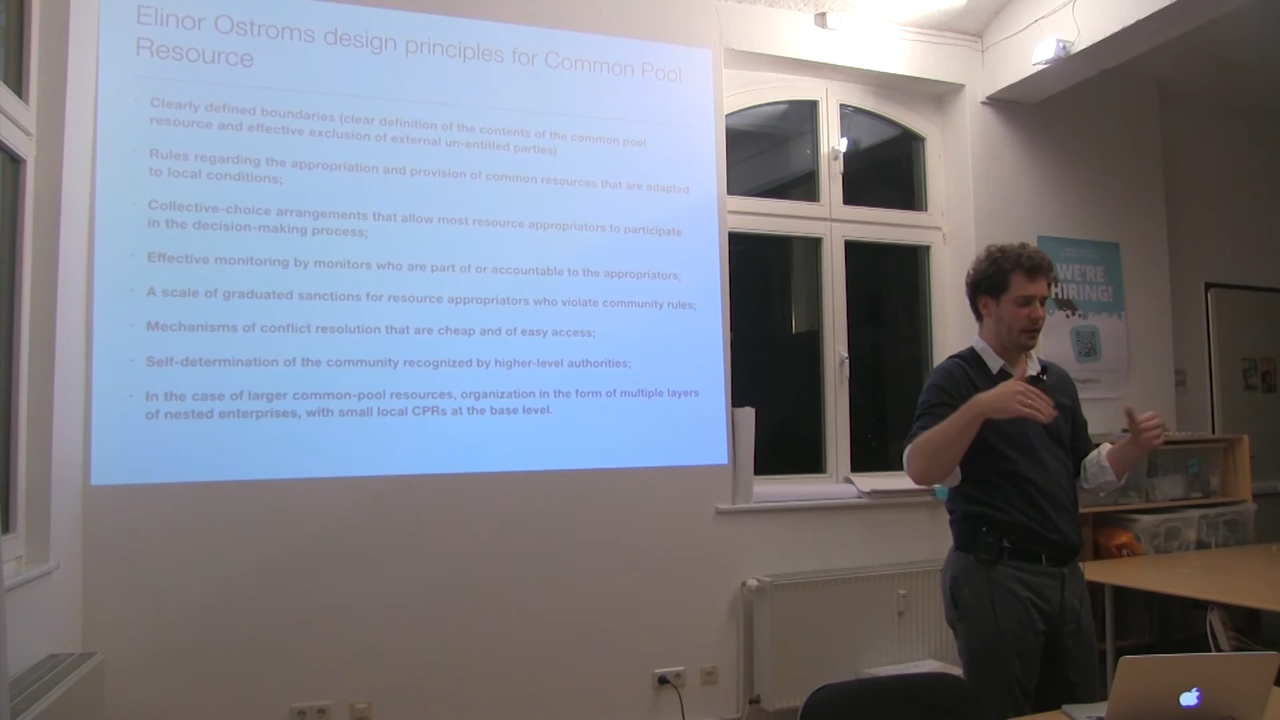 Elinor Ostroms design principles for Common Pool
Resource
Clearly defined boundaries (clear definition of the contents of the common pool
resource and effective exclusion of external un-entitled parties)
Rules regarding the appropriation and provision of common resources that are adapted
to local conditions;
Collective-choice arrangements that allow most resource appropriators to participate
in the decision-making process;
Effective monitoring by monitors who are part of or accountable to the appropriators;
A scale of graduated sanctions for resource appropriators who violate community rules;
Mechanisms of conflict resolution that are cheap and of easy access;
Self-determination of the community recognized by higher-level authorities;
In the case of larger common-pool resources, organization in the form of multiple layers
of nested enterprises, with small local CPRs at the base level.
WE'RE
HIRING!